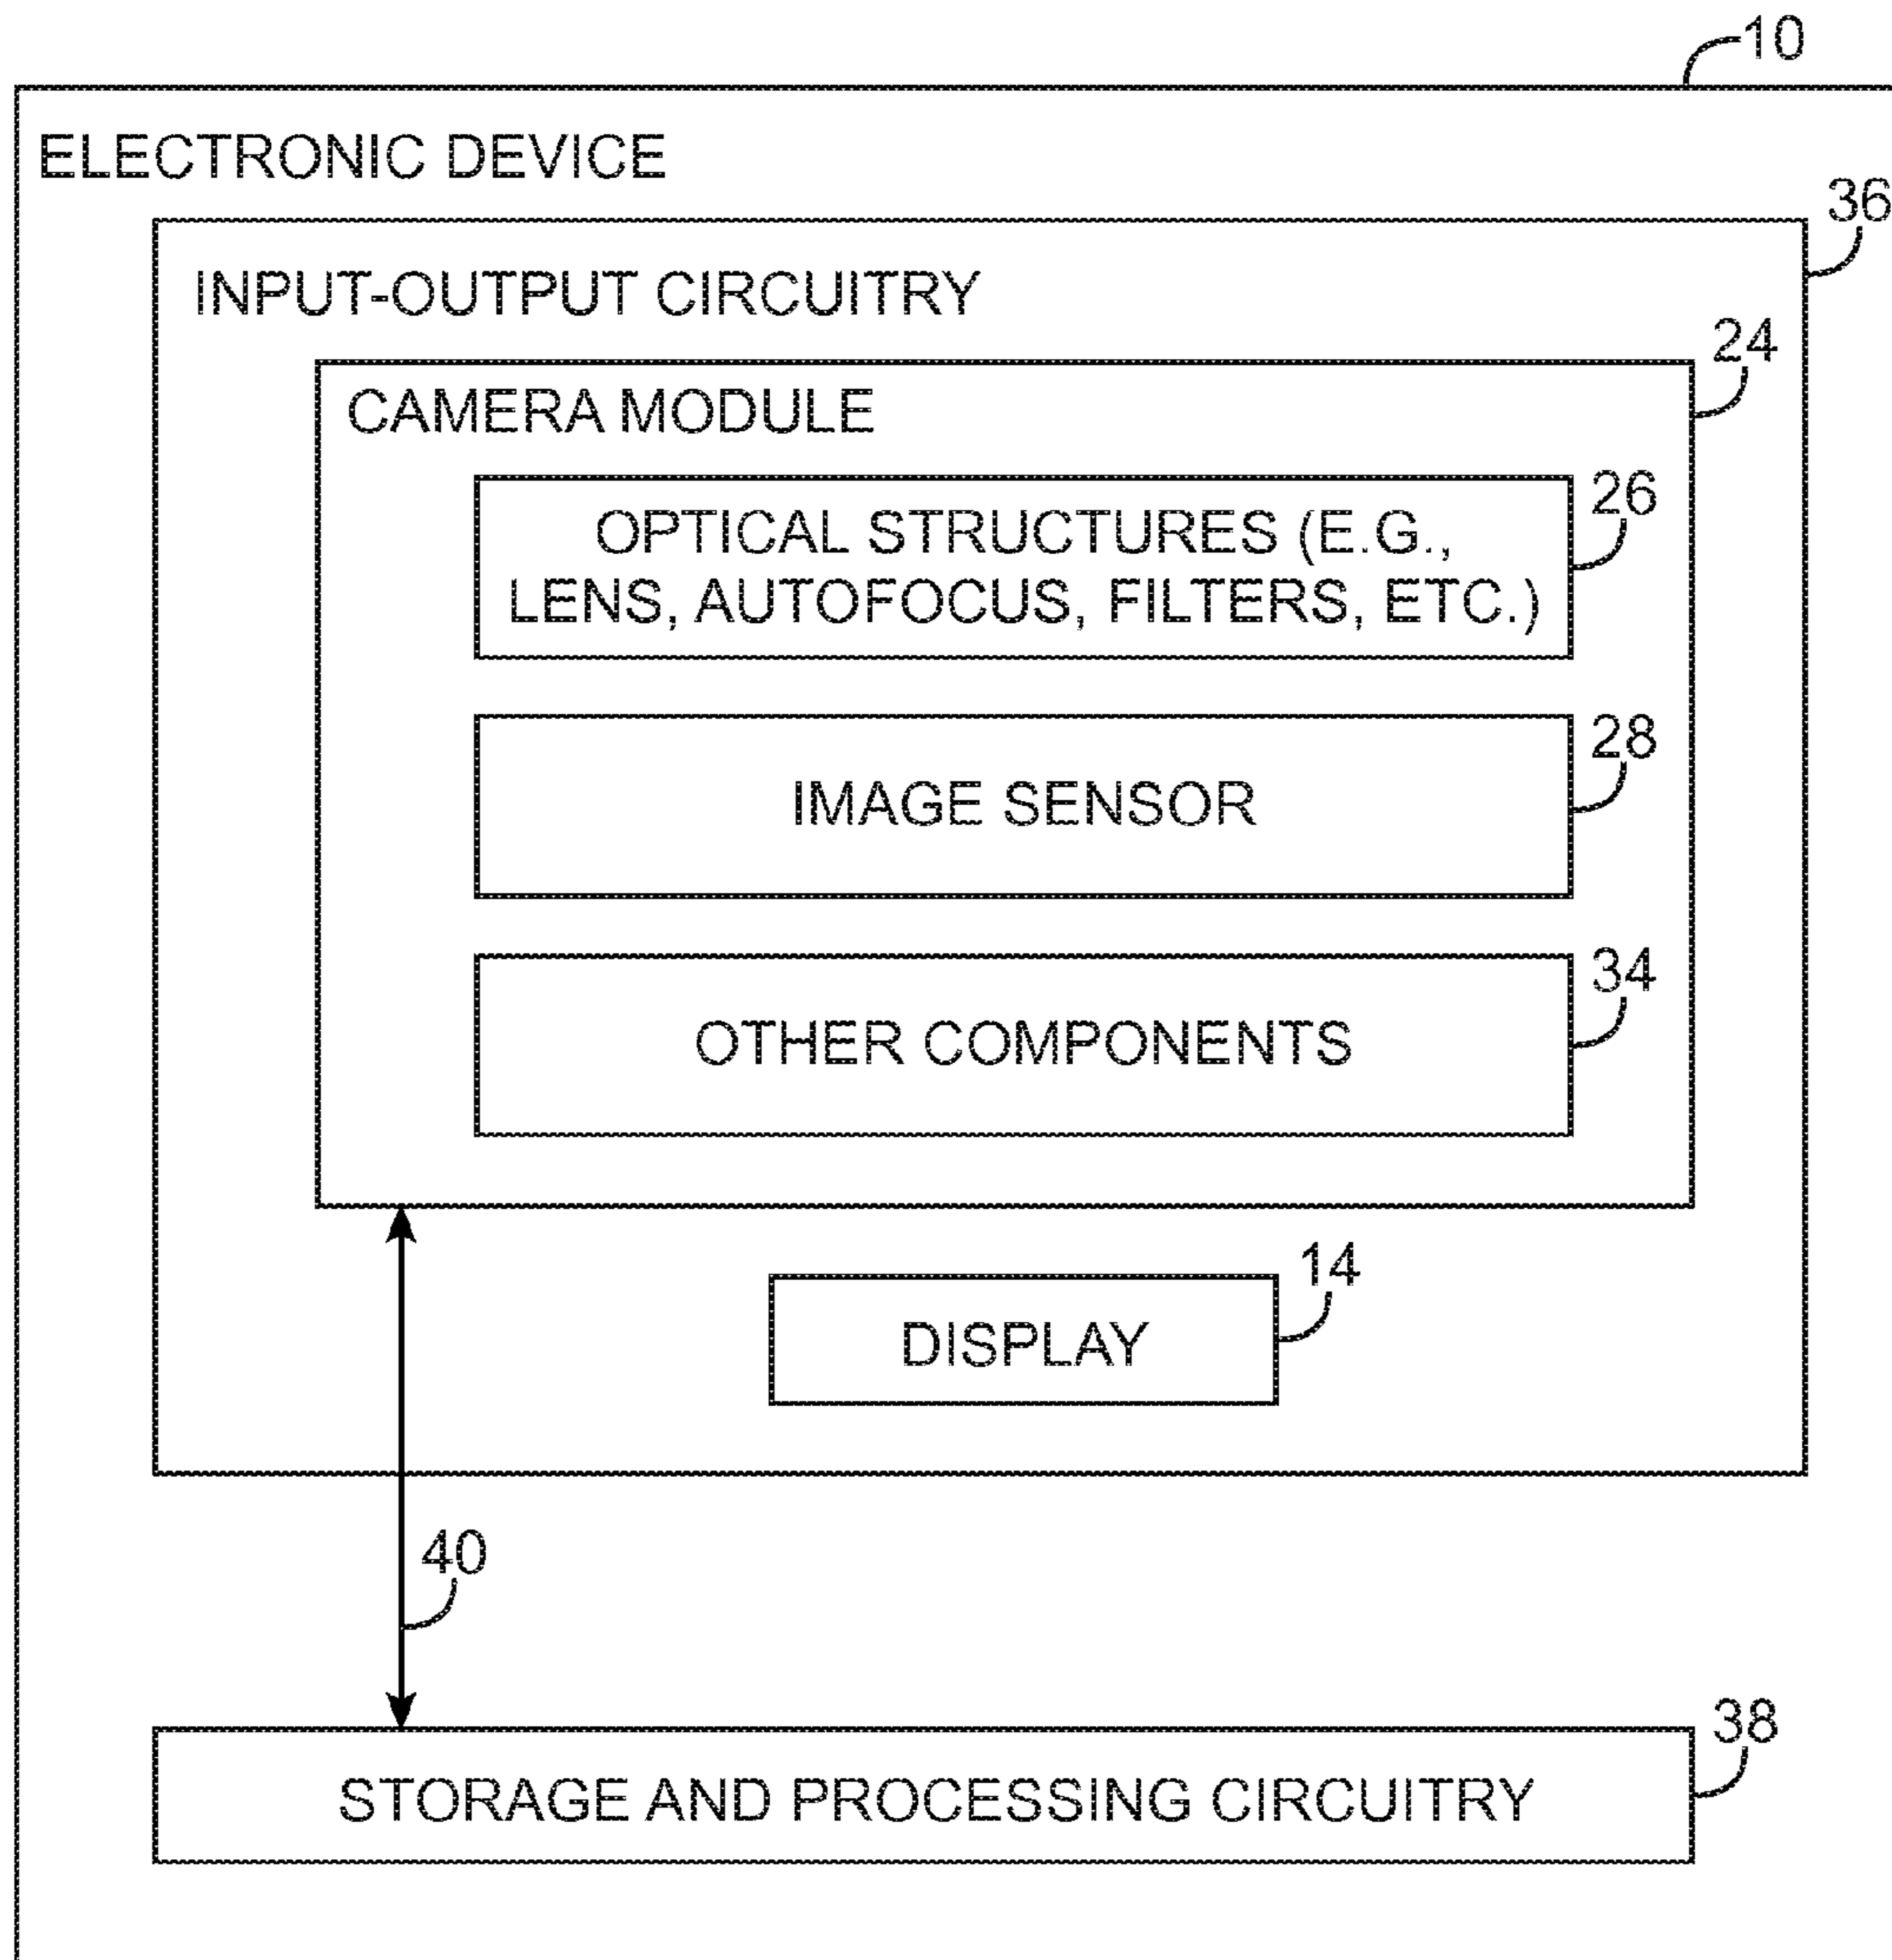 10
ELECTRONIC DEVICE
36
INPUT-OUTPUT CIRCUITRY
24
CAMERA MODULE
26
OPTICAL STRUCTURES (E.G.,
LENS, AUTOFOCUS, FILTERS, ETC.)
28
IMAGE SENSOR
34
OTHER COMPONENTS
14
DISPLAY
40
38
STORAGE AND PROCESSING CIRCUITRY